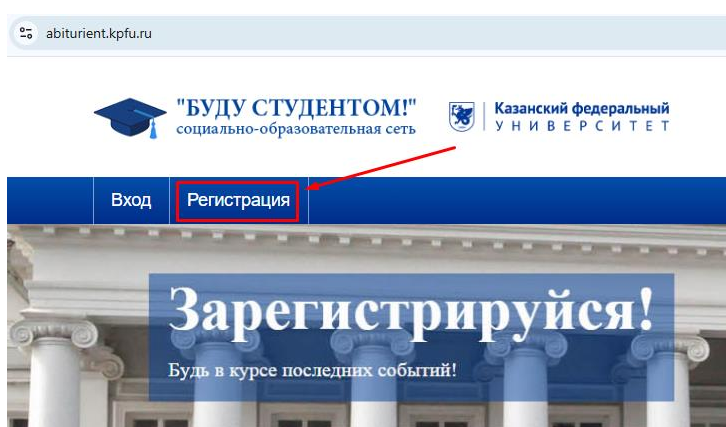 abiturient.kpfu.ru
"БУДУ СТУДЕНТОМ!"
социально-образовательная сеть
Казанский федеральный
УНИВЕРСИТЕТ
Вход
Регистрация
Зарегистрируйся!
Будь в курсе последних событий!